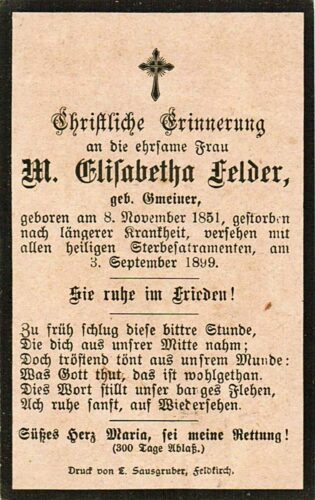 Christliche Erinnerung
an die ehrsame Frau
M. Elisabetha Felder,
geb. Gmeiner,
geboren am 8. November 1851, gestorben
nach längerer Krankheit, versehen mit
allen heiligen Sterbesakramenten, am
3. September 1899.
Sie ruhe im Frieden!
Zu früh schlug diese bittre Stunde,
Die dich aus unsrer Mitte nahm;
Doch tröstend tönt aus unsrem Munde:
Was Gott thut, das ist wohlgethan.
Dies Wort stillt unser banges Flehen,
Ach ruhe sanft, auf Wiedersehen.
Süßes Herz Maria, sei meine Rettung!
(300 Tage Ablaß.)
Druck von L. Sausgruber, Feldkirch.